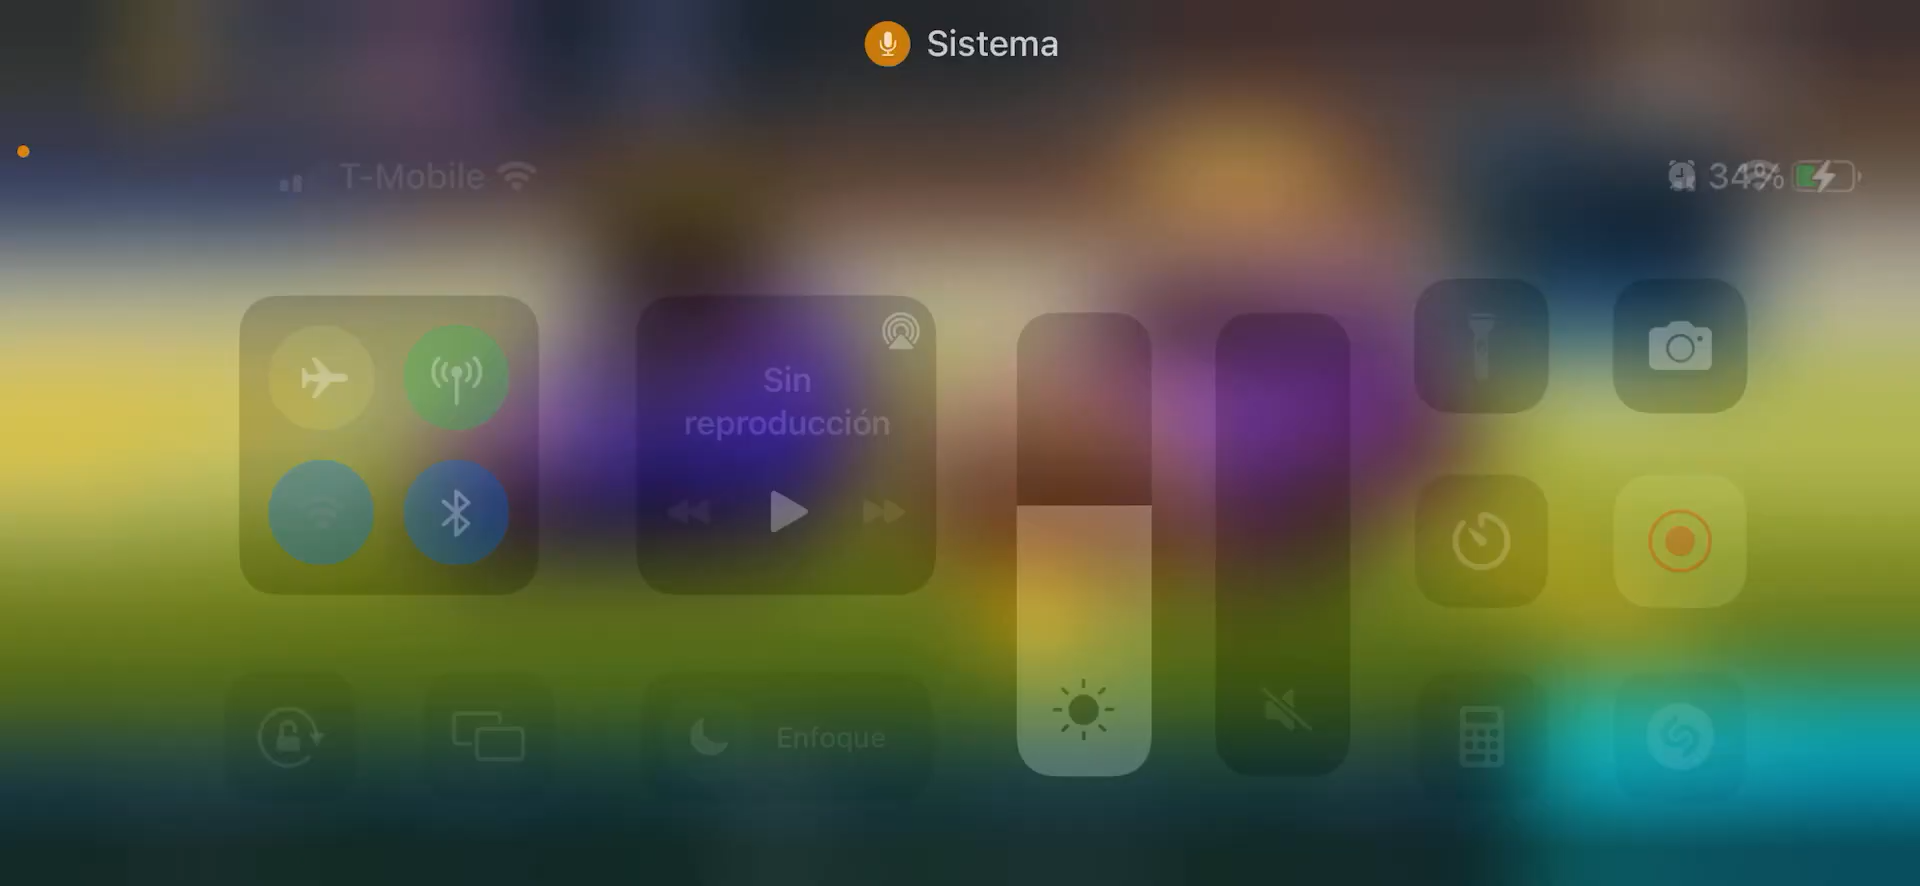 Sistema
T-Mobile
34%
Sin
reproducción
Enfoque